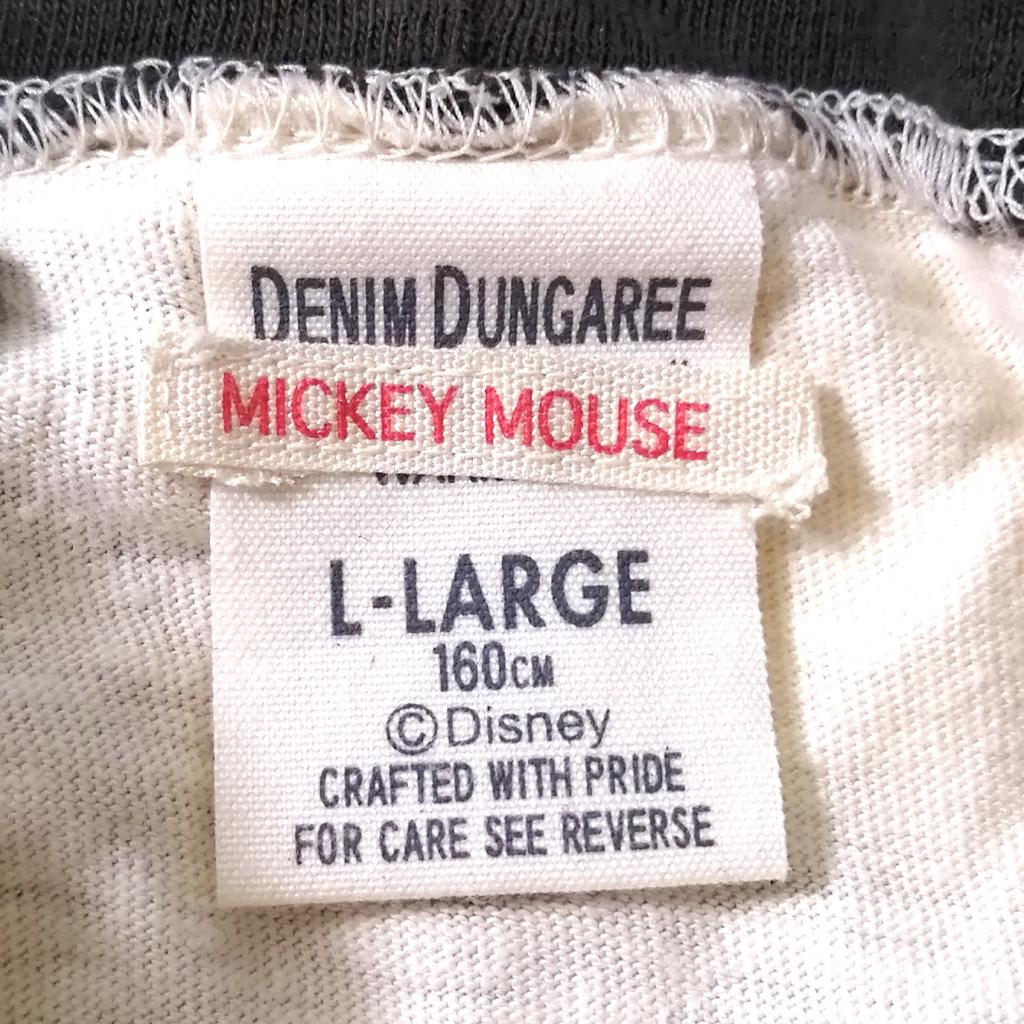 DENIM DUNGAREE
MICKEY MOUSE
L-LARGE
160CM
©Disney
CRAFTED WITH PRIDE
FOR CARE SEE REVERSE